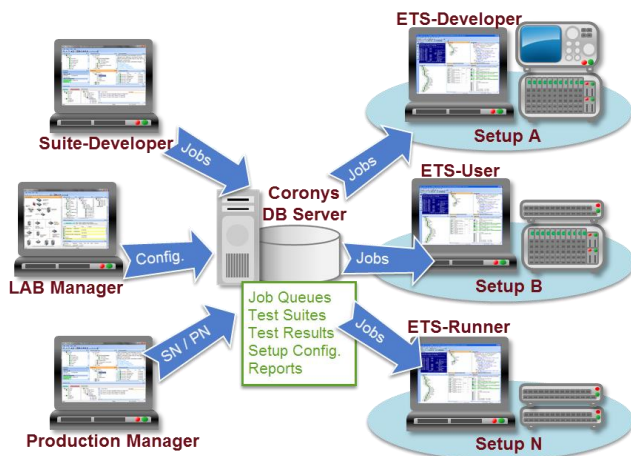 ETS-Developer
Suite-Developer
Jobs
Jobs
Setup A
Coronys
DB Server
ETS-User
LAB Manager
Config.
Jobs
Setup B
Job Queues
Test Suites
Test Results
Setup Config.
Reports
SN / PN
Jobs
ETS-Runner
Production Manager
Setup N